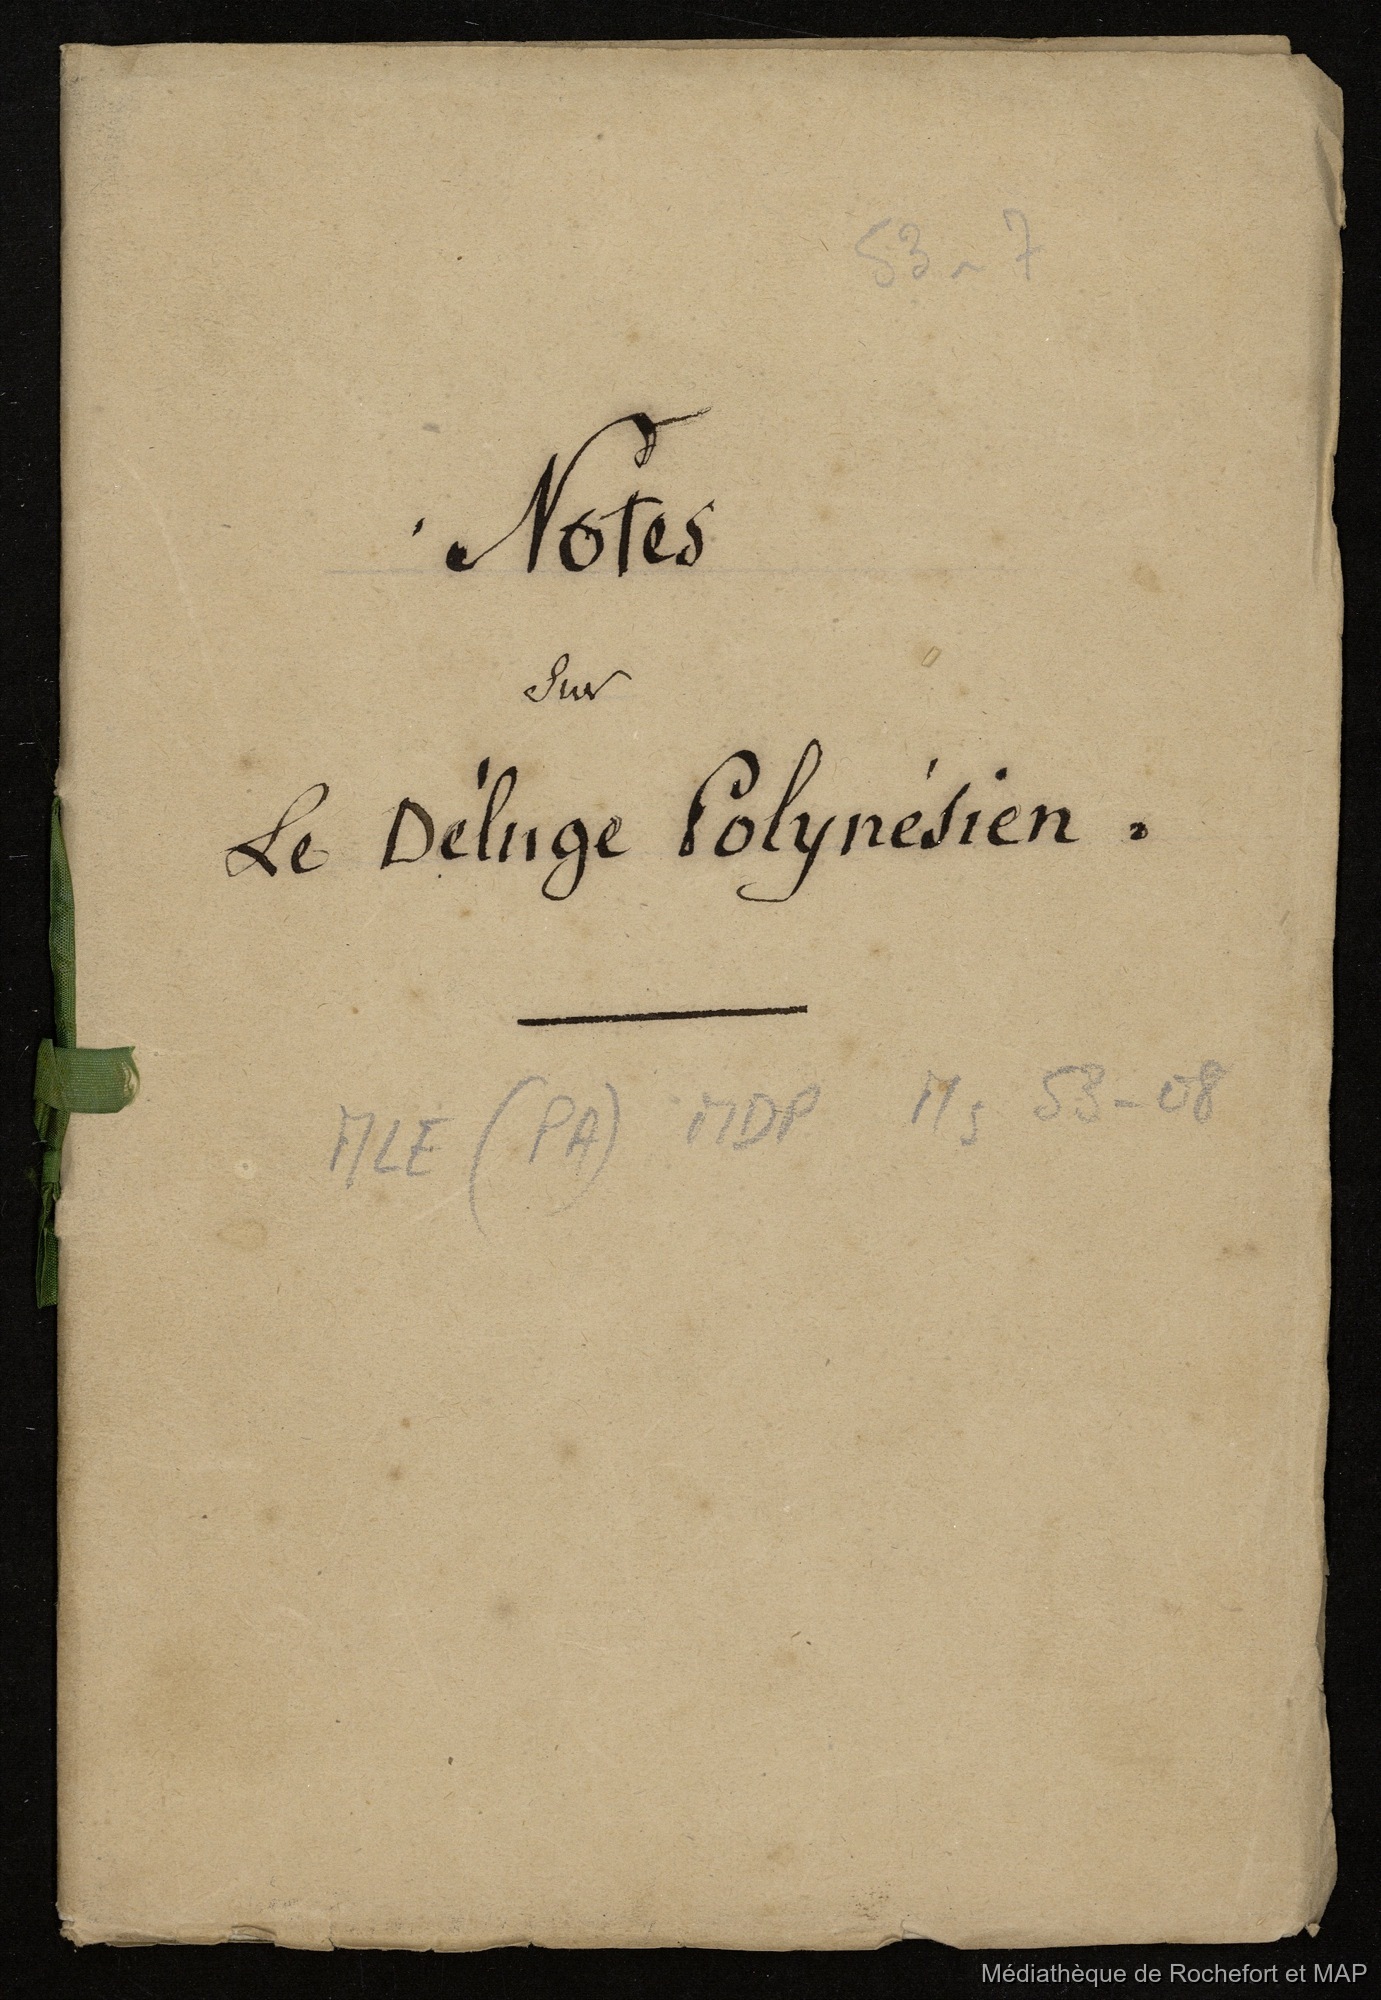 53-7
Notes
sur
Le Déluge Polynésien.
MLE (PA) MDP Ms 53-08
Médiathèque de Rochefort et MAP